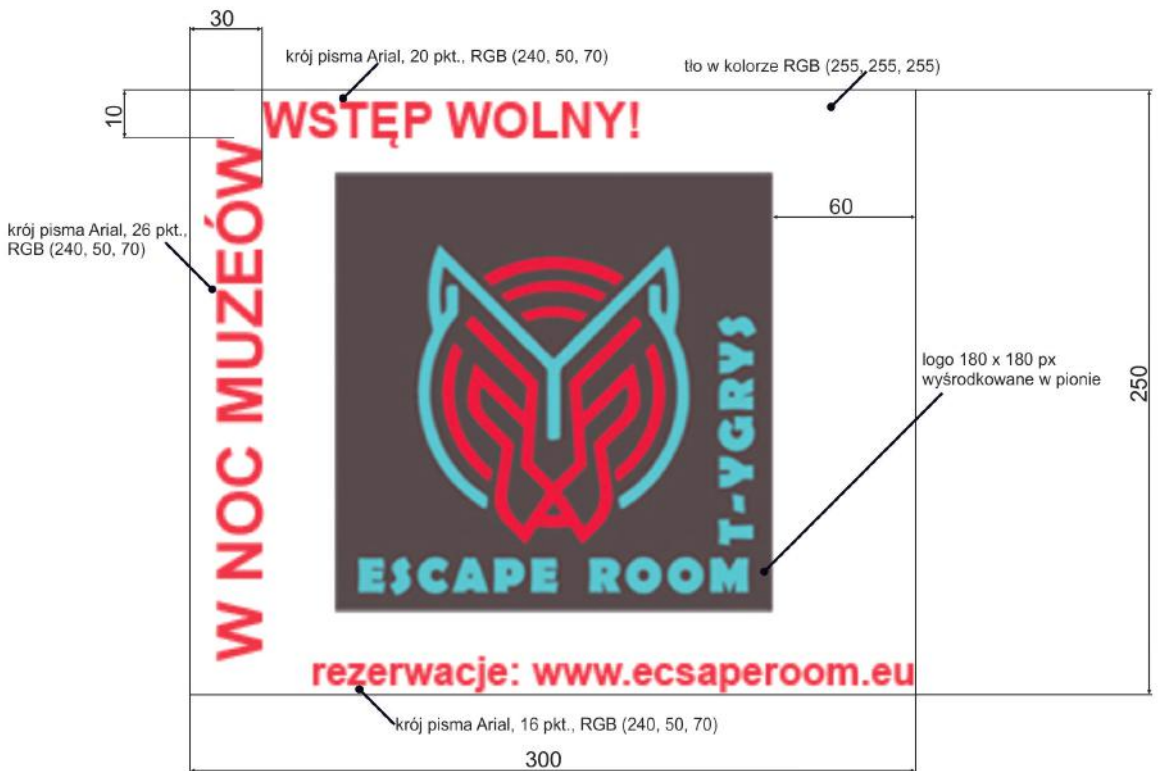 30
krój pisma Arial, 20 pkt., RGB (240, 50, 70)
tło w kolorze RGB (255, 255, 255)
10
WSTĘP WOLNY!
60
krój pisma Arial, 26 pkt.,
RGB (240, 50, 70)
W NOC MUZEÓW
T-YGRYS
logo 180 x 180 px
wyśrodkowane w pionie
250
ESCAPE ROOM
rezerwacje: www.ecsaperoom.eu
krój pisma Arial, 16 pkt., RGB (240, 50, 70)
300